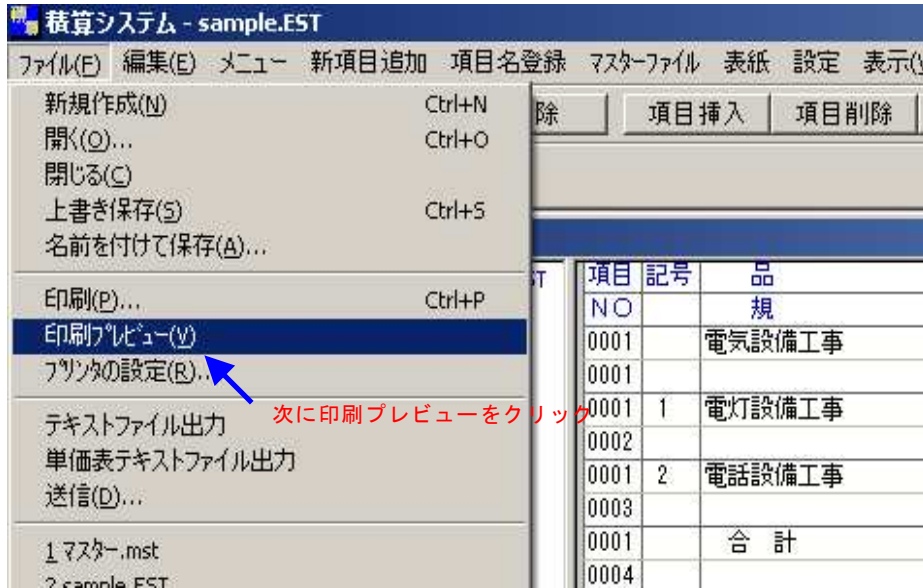 積算システム - sample.EST
ファイル(F) 編集(E) メニュー 新項目追加 項目名登録 マスターファイル 表紙 設定 表示(V
除 項目挿入 項目削除
新規作成(N) Ctrl+N
開く(O)... Ctrl+O
閉じる(C)
上書き保存(S) Ctrl+S
名前を付けて保存(A)...
印刷(P)... Ctrl+P
印刷プレビュー(V)
プリンタの設定(R)...
次に印刷プレビューをクリック
テキストファイル出力
単価表テキストファイル出力
送信(D)...
1 マスター.mst
2 sample.EST
ST
項目 記号 品
NO 規
0001 電気設備工事
0001
0001 1 電灯設備工事
0002
0001 2 電話設備工事
0003
0001 合 計
0004